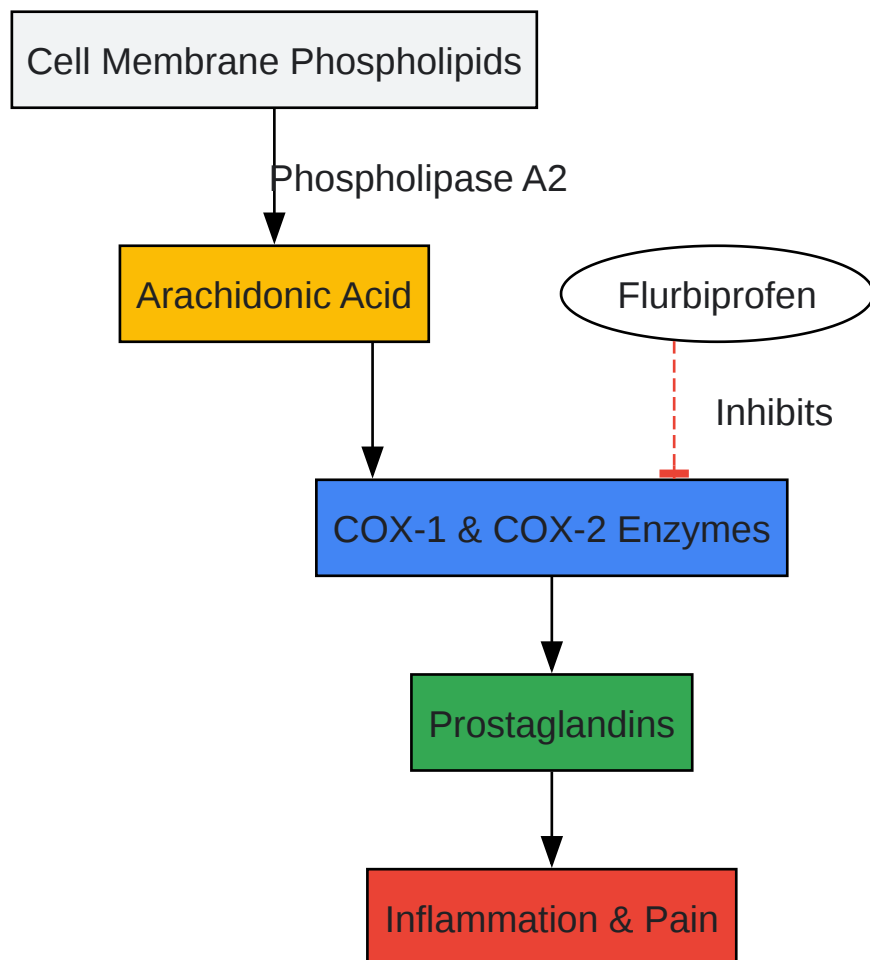 Cell Membrane Phospholipids
Phospholipase A2
Arachidonic Acid
Flurbiprofen
Inhibits
COX-1 & COX-2 Enzymes
Prostaglandins
Inflammation & Pain